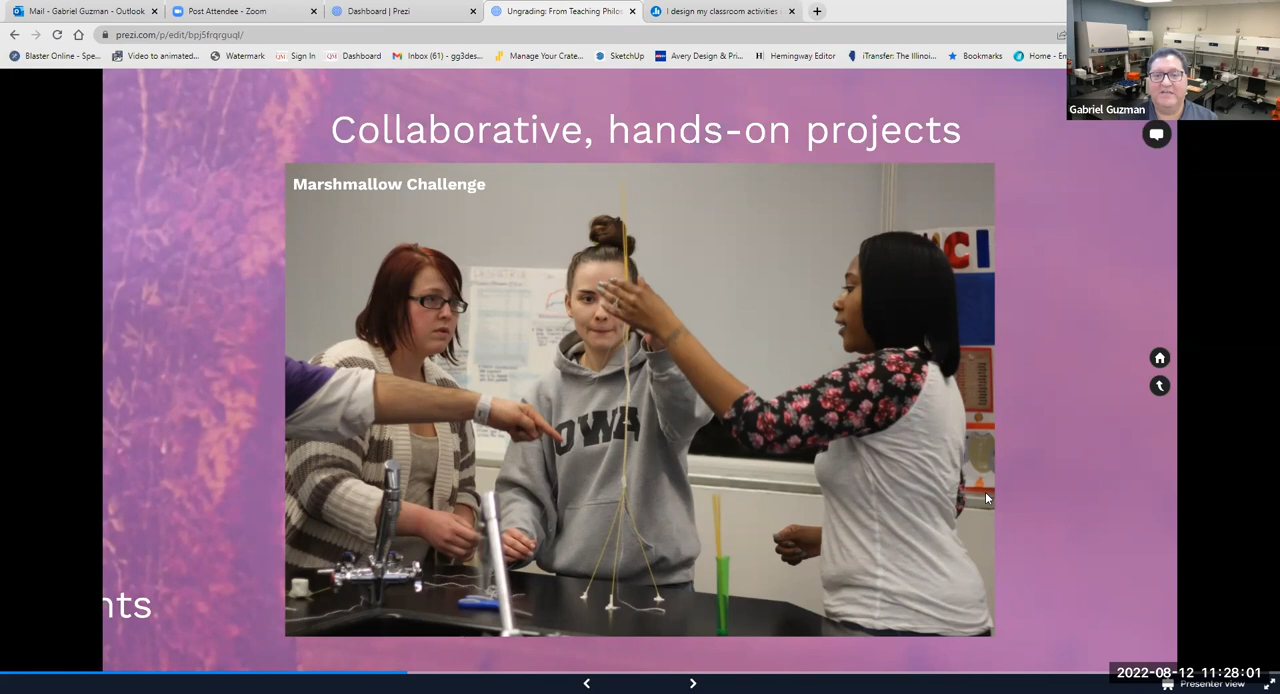 Mail - Gabriel Guzman - Outlook
Post Attendee - Zoom
Dashboard | Prezi
Ungrading: From Teaching Philos
I design my classroom activities
prezi.com/p/edit/bpj5frqrguql/
Blaster Online - Spe...
Video to animated...
Watermark
Sign In
Dashboard
Inbox (61) - gg3des...
Manage Your Crate...
SketchUp
Avery Design & Pri...
Hemingway Editor
iTransfer: The Illinoi...
Bookmarks
Home - En
Gabriel Guzman
Collaborative, hands-on projects
Marshmallow Challenge
IOWA
nts
2022-08-12 11:28:01
Presenter view